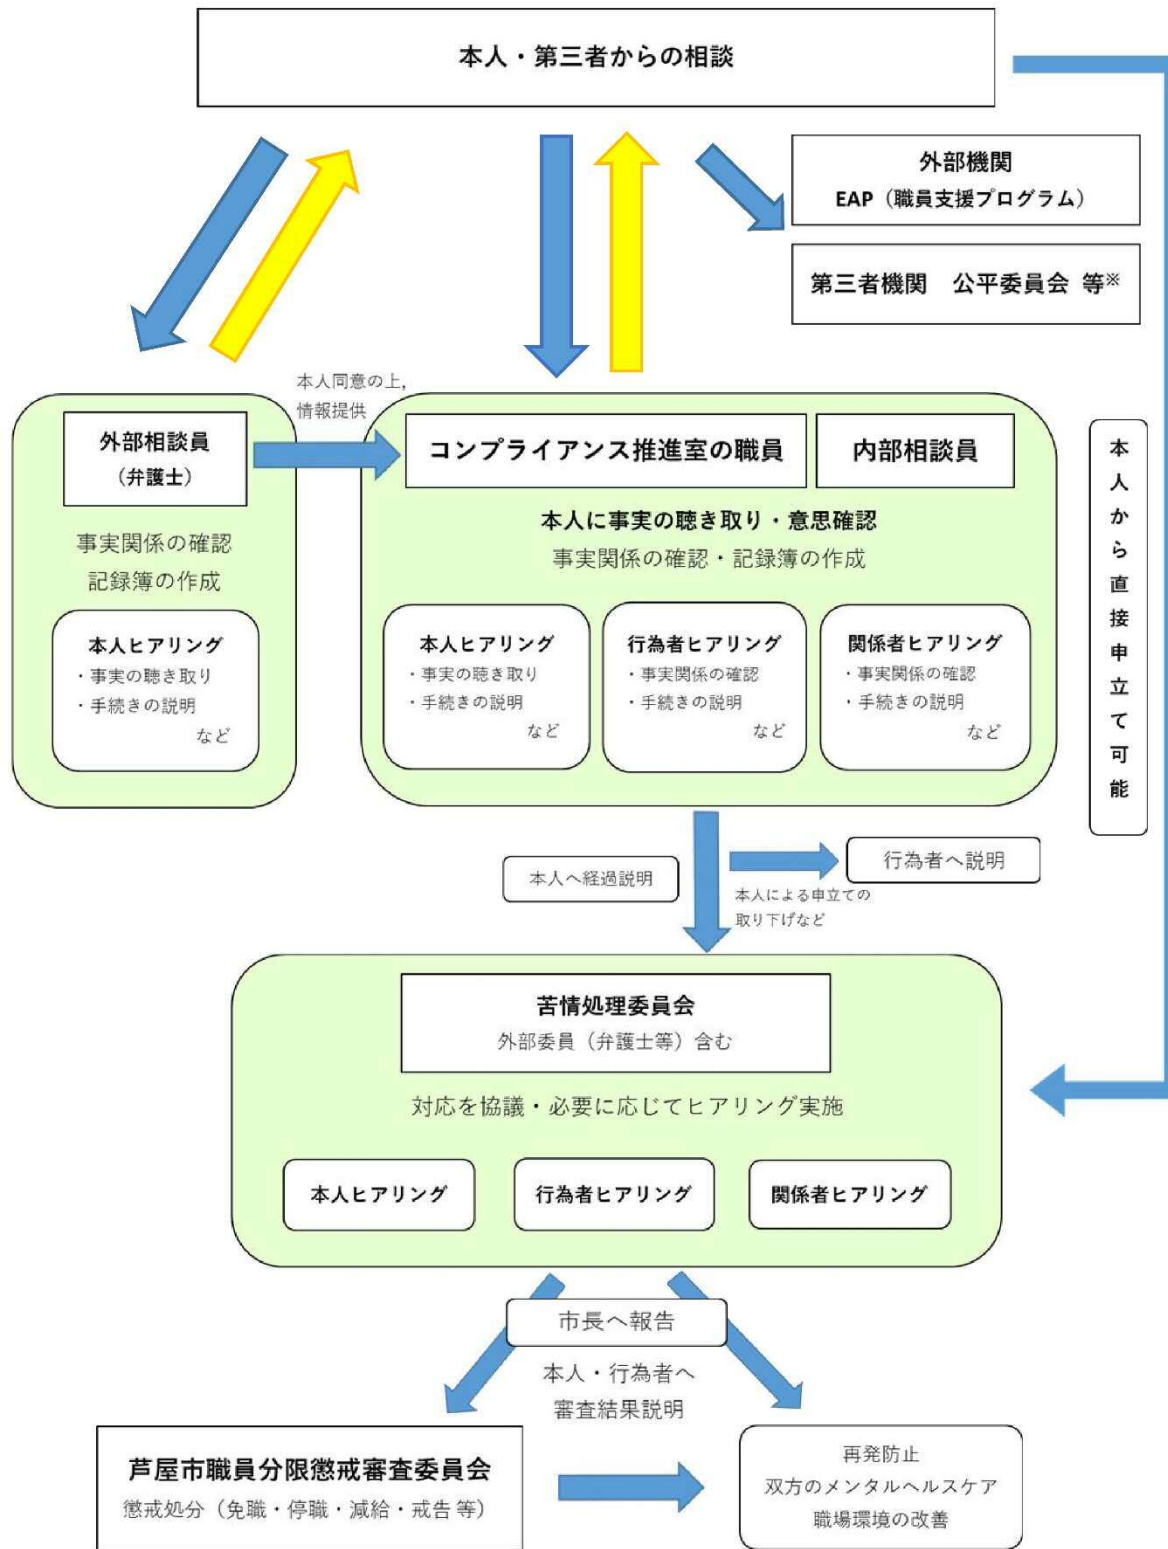 本人・第三者からの相談
外部機関
EAP（職員支援プログラム）
第三者機関　公平委員会 等※
本人同意の上,
情報提供
外部相談員
（弁護士）
事実関係の確認
記録簿の作成
本人ヒアリング
・事実の聴き取り
・手続きの説明
など
コンプライアンス推進室の職員
内部相談員
本人に事実の聴き取り・意思確認
事実関係の確認・記録簿の作成
本人ヒアリング
・事実の聴き取り
・手続きの説明
など
行為者ヒアリング
・事実関係の確認
・手続きの説明
など
関係者ヒアリング
・事実関係の確認
・手続きの説明
など
本人から直接申立て可能
本人へ経過説明
行為者へ説明
本人による申立ての
取り下げなど
苦情処理委員会
外部委員（弁護士等）含む
対応を協議・必要に応じてヒアリング実施
本人ヒアリング
行為者ヒアリング
関係者ヒアリング
市長へ報告
本人・行為者へ
審査結果説明
芦屋市職員分限懲戒審査委員会
懲戒処分（免職・停職・減給・戒告 等）
再発防止
双方のメンタルヘルスケア
職場環境の改善